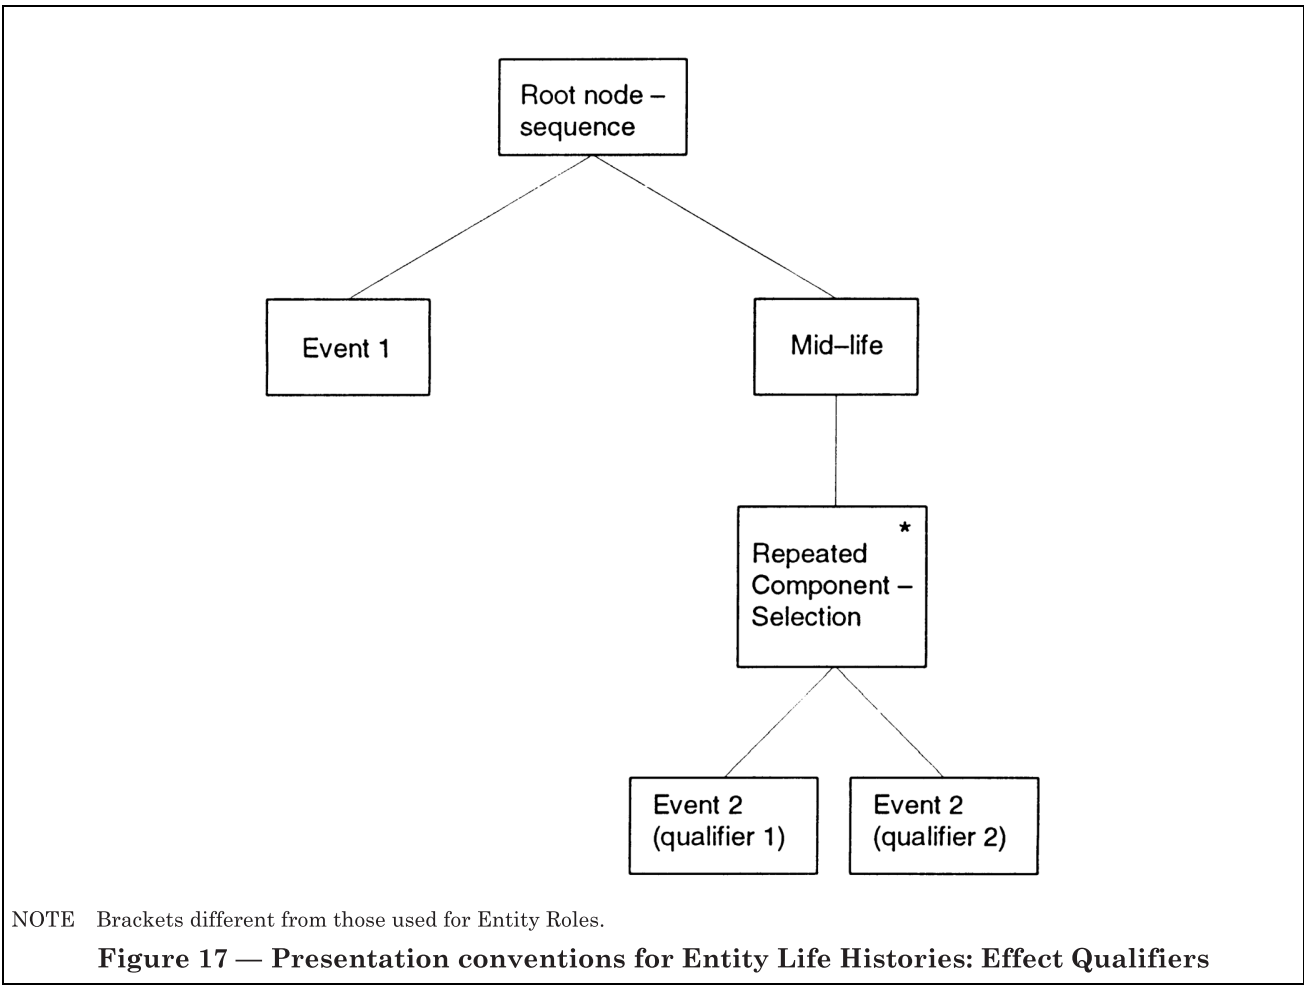 Root node –
sequence
Event 1
Mid–life
*
Repeated
Component –
Selection
Event 2
(qualifier 1)
Event 2
(qualifier 2)
NOTE Brackets different from those used for Entity Roles.
Figure 17 — Presentation conventions for Entity Life Histories: Effect Qualifiers